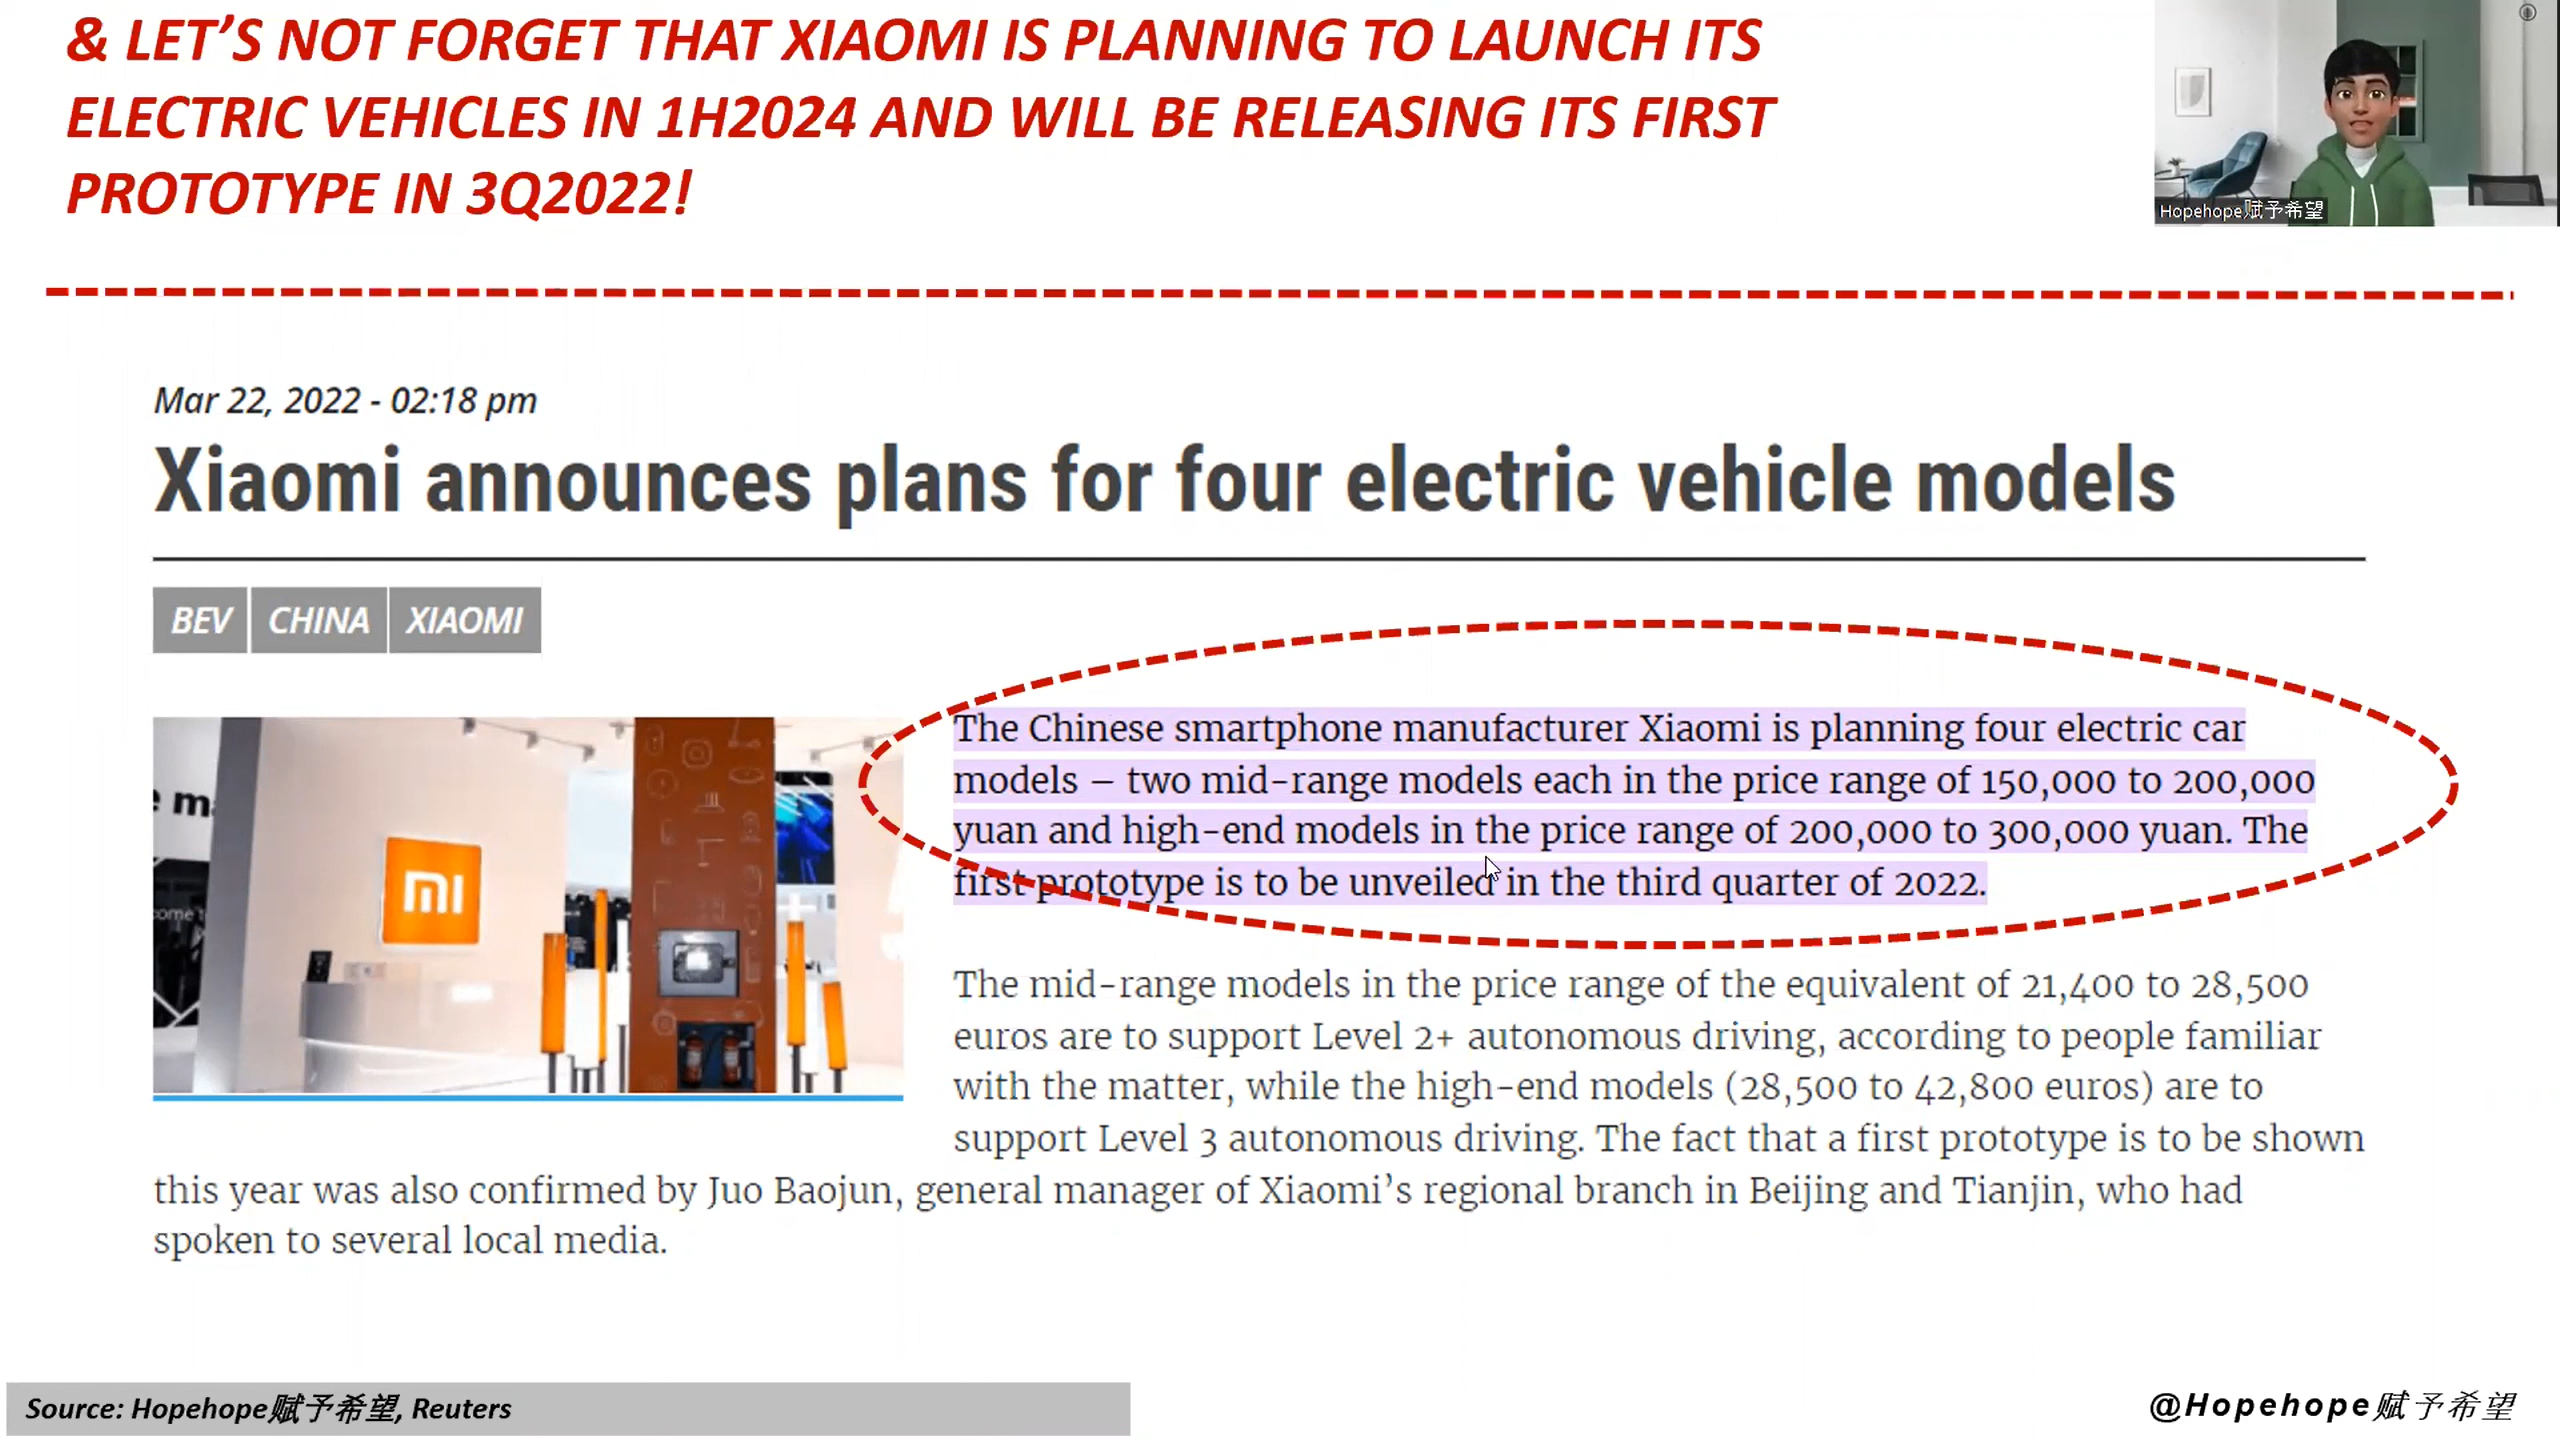 & LET'S NOT FORGET THAT XIAOMI IS PLANNING TO LAUNCH ITS
ELECTRIC VEHICLES IN 1H2024 AND WILL BE RELEASING ITS FIRST
PROTOTYPE IN 3Q2022!
Hopehope赋予希望
Mar 22, 2022 - 02:18 pm
Xiaomi announces plans for four electric vehicle models
BEV CHINA XIAOMI
The Chinese smartphone manufacturer Xiaomi is planning four electric car
models – two mid-range models each in the price range of 150,000 to 200,000
yuan and high-end models in the price range of 200,000 to 300,000 yuan. The
first prototype is to be unveiled in the third quarter of 2022.
mi
The mid-range models in the price range of the equivalent of 21,400 to 28,500
euros are to support Level 2+ autonomous driving, according to people familiar
with the matter, while the high-end models (28,500 to 42,800 euros) are to
support Level 3 autonomous driving. The fact that a first prototype is to be shown
this year was also confirmed by Juo Baojun, general manager of Xiaomi's regional branch in Beijing and Tianjin, who had
spoken to several local media.
Source: Hopehope赋予希望, Reuters
@Hopehope赋予希望